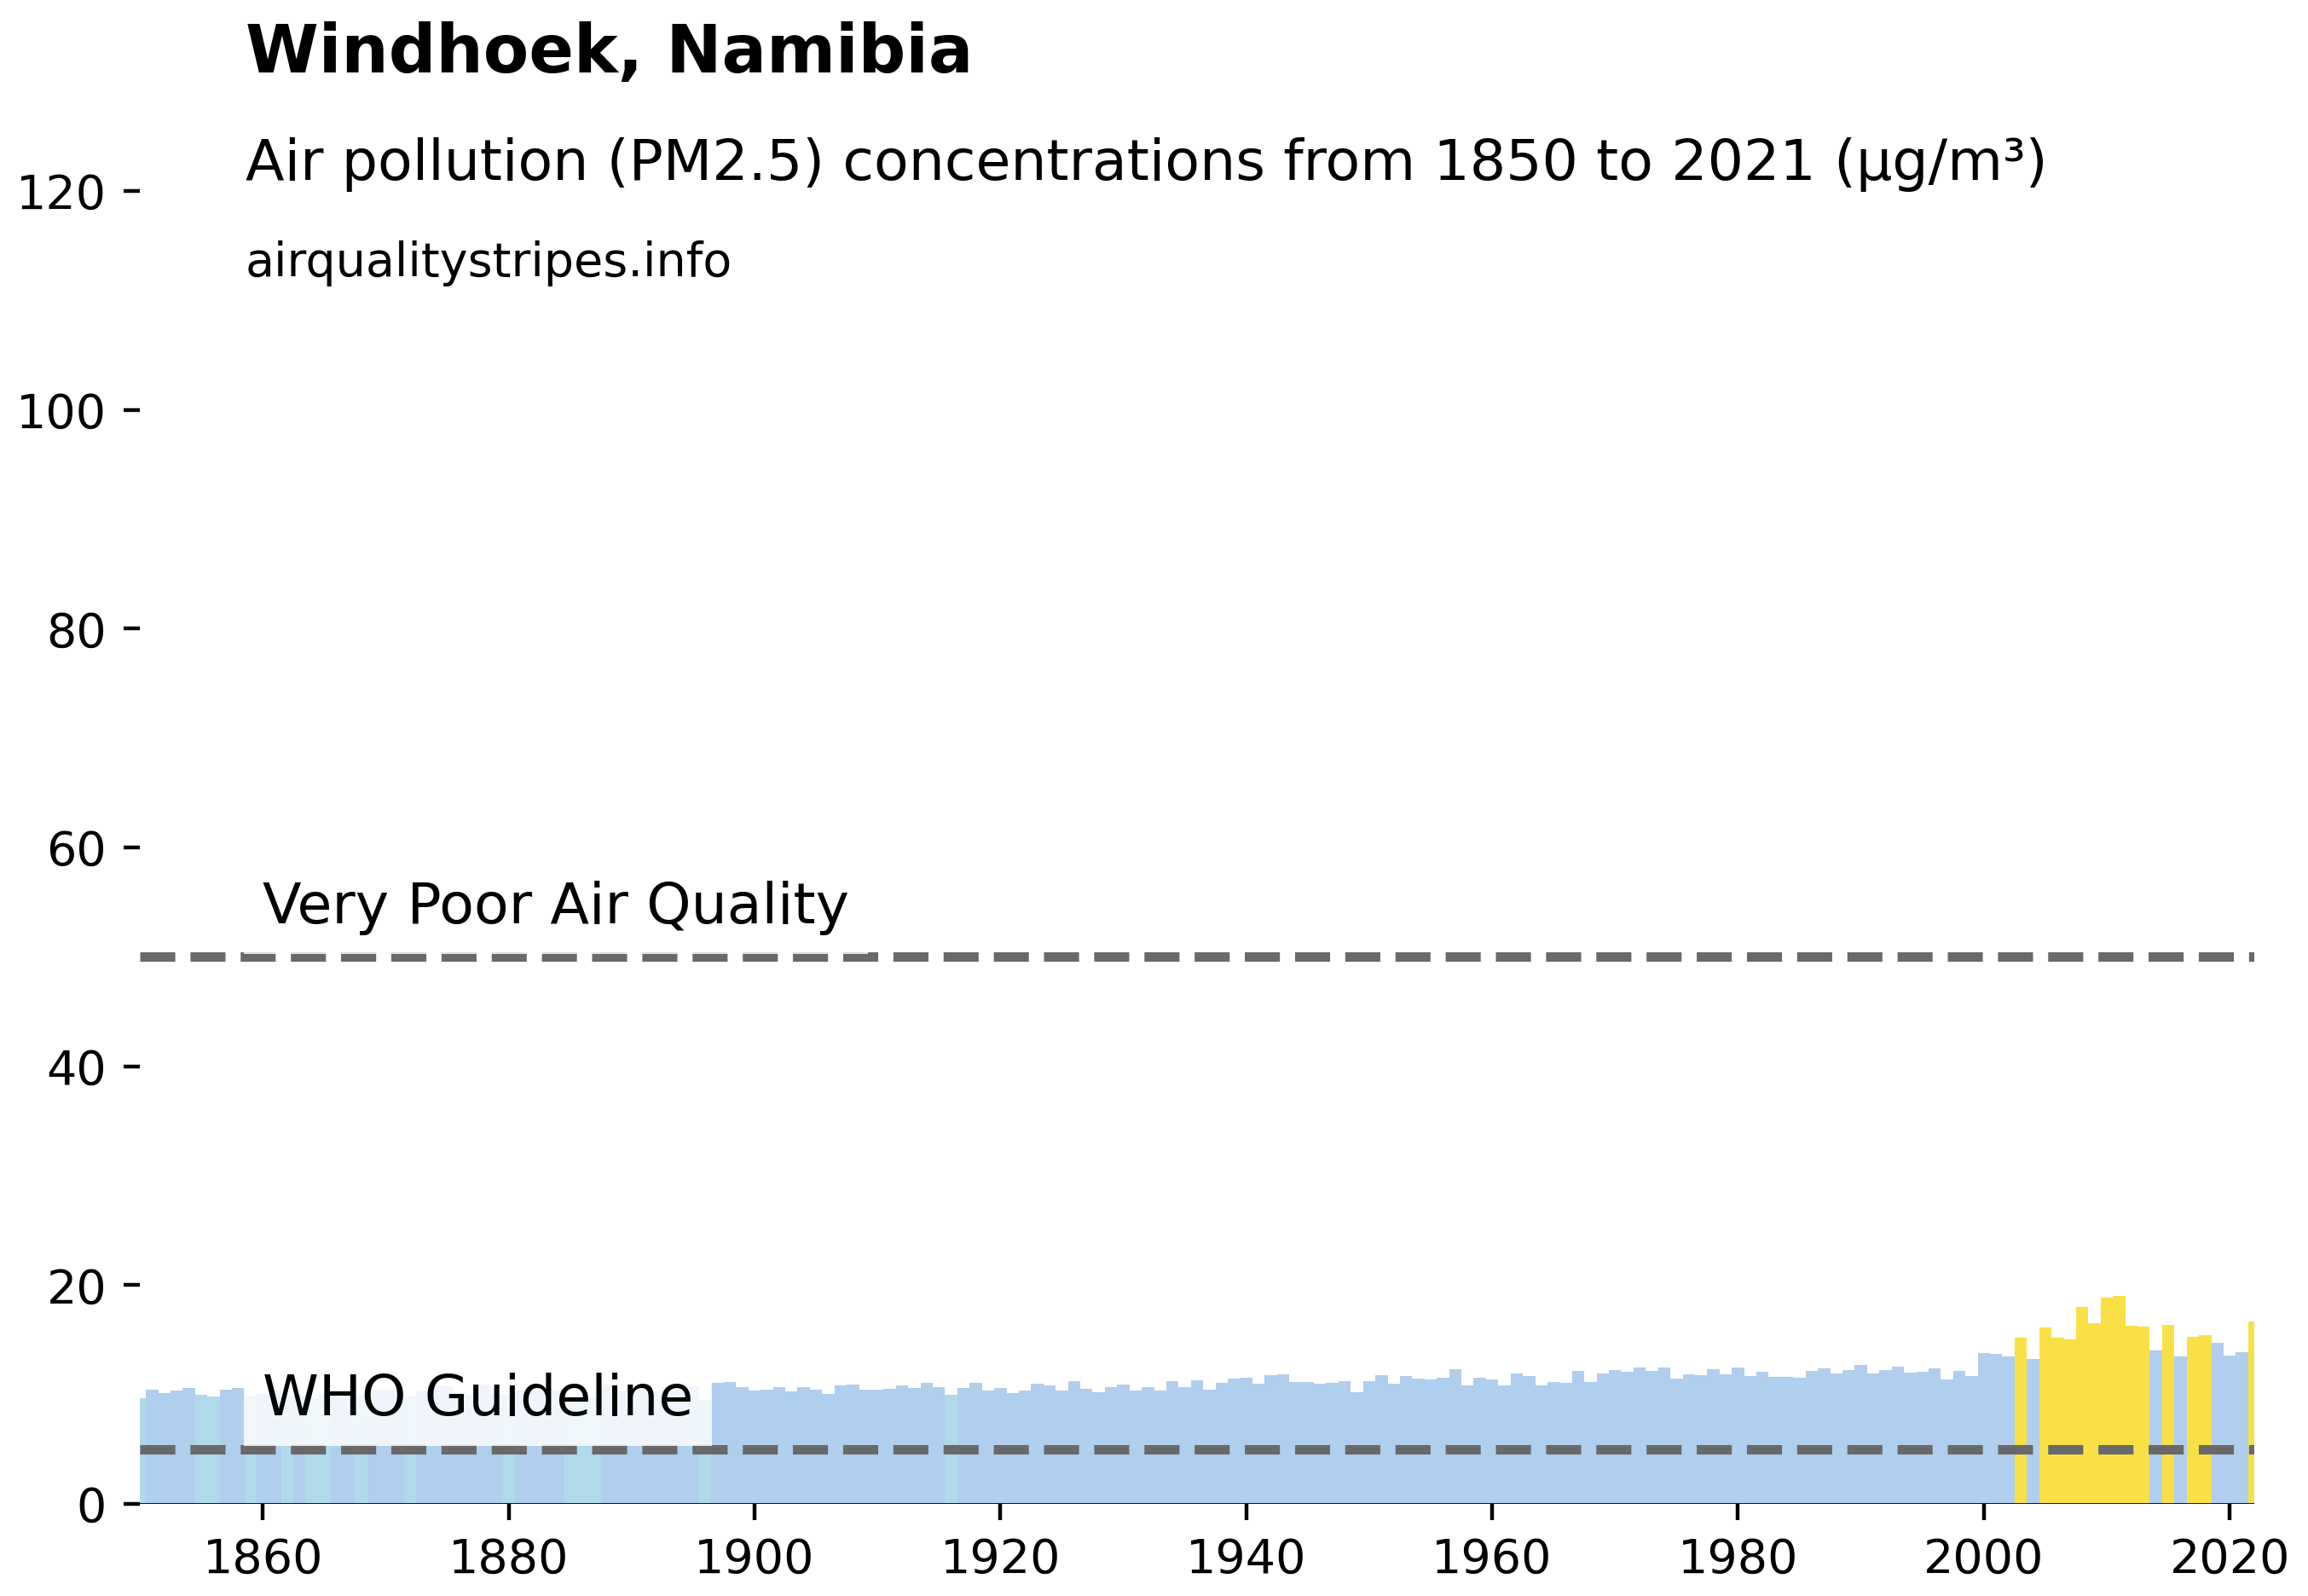 Windhoek, Namibia
Air pollution (PM2.5) concentrations from 1850 to 2021 (µg/m³)
airqualitystripes.info
120
100
80
60
Very Poor Air Quality
40
20
WHO Guideline
0
1860 1880 1900 1920 1940 1960 1980 2000 2020